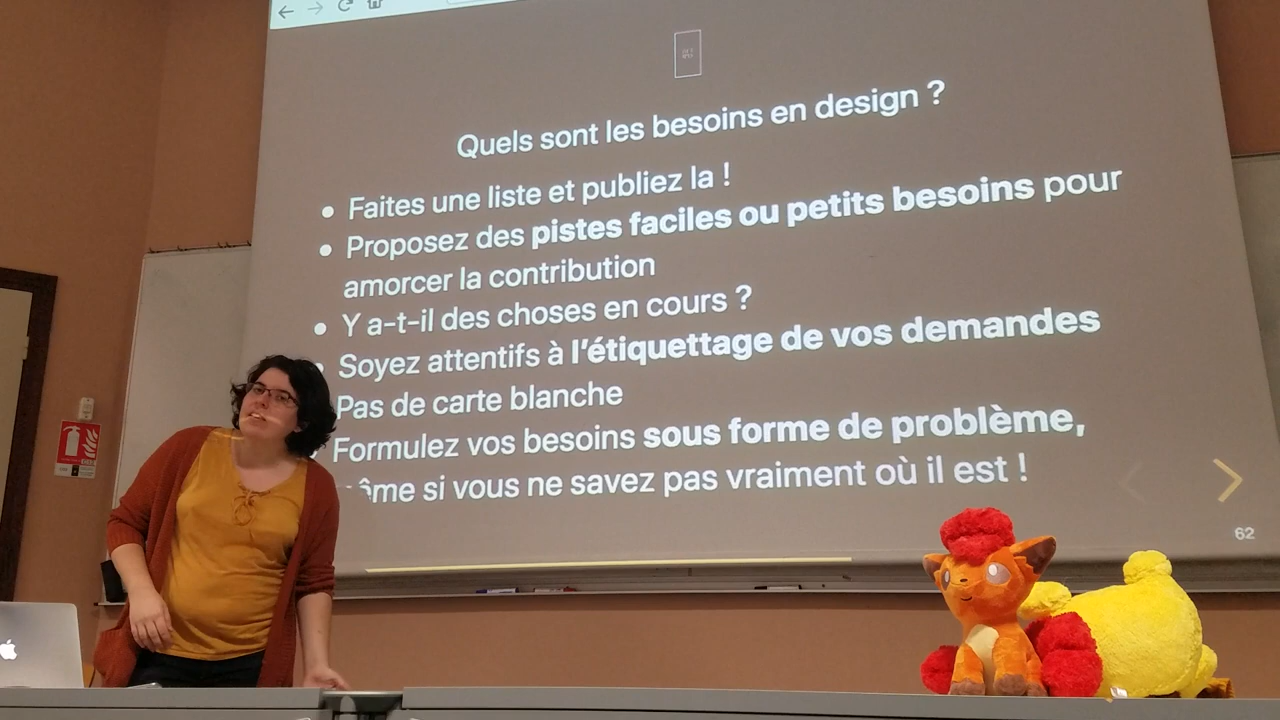 Quels sont les besoins en design ?
Faites une liste et publiez la !
Proposez des pistes faciles ou petits besoins pour
amorcer la contribution
Y a-t-il des choses en cours ?
Soyez attentifs à l'étiquettage de vos demandes
Pas de carte blanche
Formulez vos besoins sous forme de problème,
même si vous ne savez pas vraiment où il est !
62